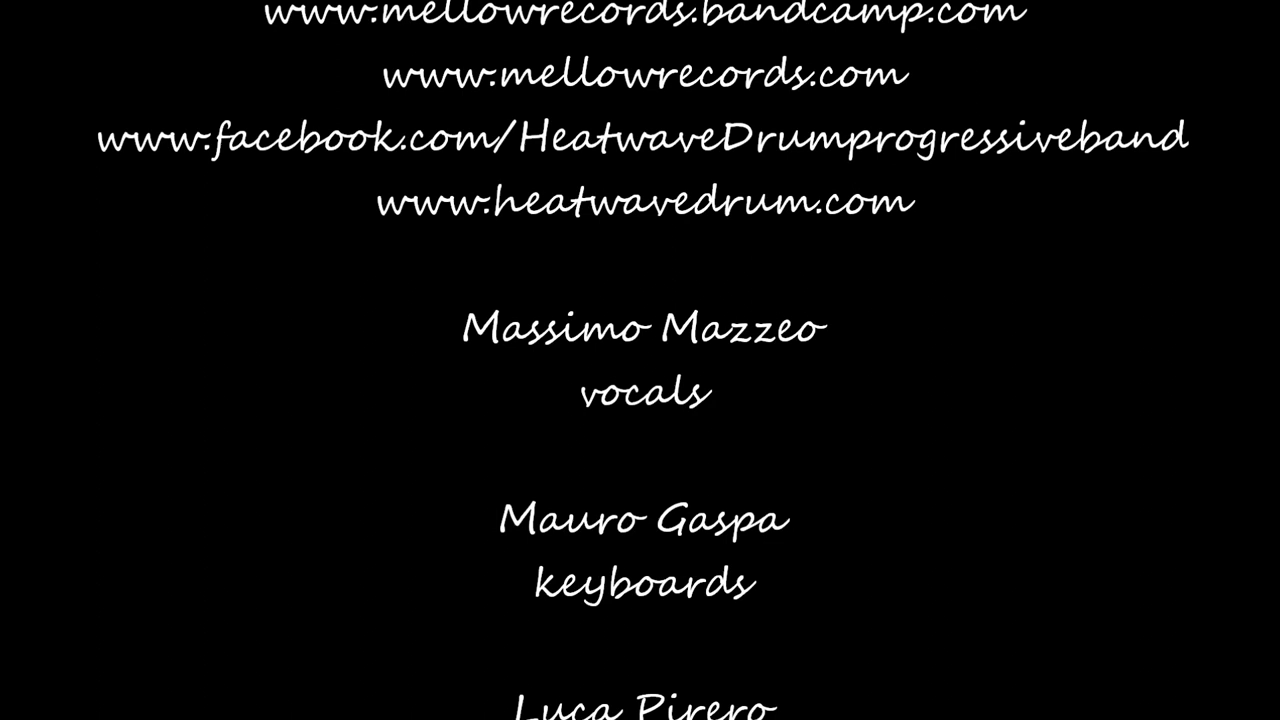 www.mellowrecords.bandcamp.com
www.mellowrecords.com
www.facebook.com/HeatwaveDrumprogressiveband
www.heatwavedrum.com
Massimo Mazzeo
vocals
Mauro Gaspa
keyboards
Luca Pirero